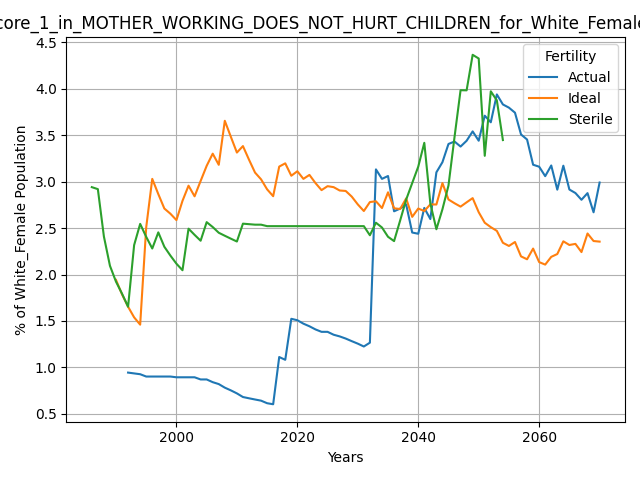 core_1_in_MOTHER_WORKING_DOES_NOT_HURT_CHILDREN_for_White_Female
Fertility
Actual
Ideal
Sterile
% of White_Female Population
4.5
4.0
3.5
3.0
2.5
2.0
1.5
1.0
0.5
2000 2020 2040 2060
Years